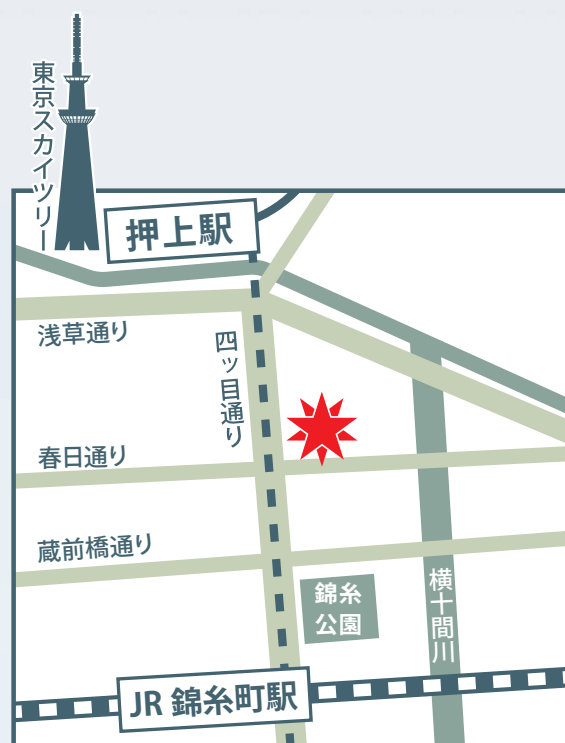 東京スカイツリー
押上駅
浅草通り
四ッ目通り
春日通り
蔵前橋通り
錦糸
公園
横十間川
JR 錦糸町駅